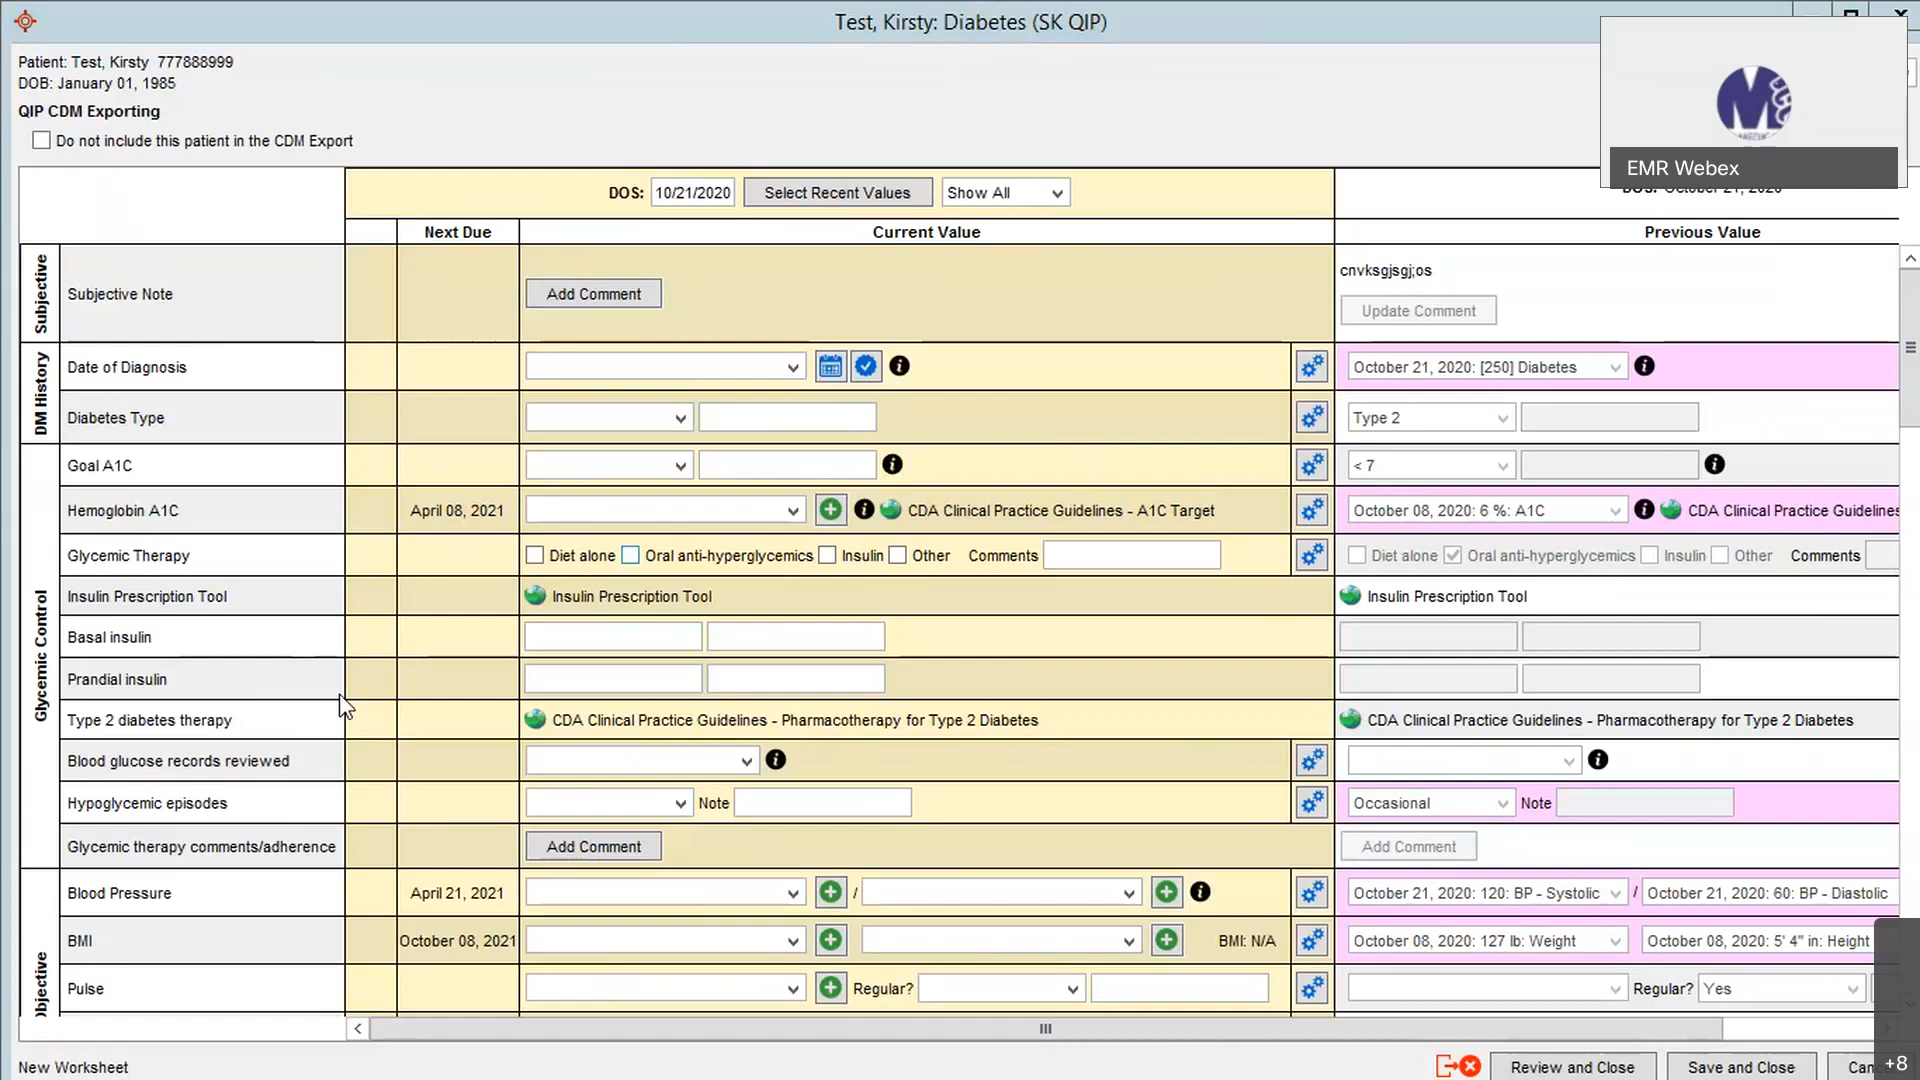 Test, Kirsty: Diabetes (SK QIP)
Patient: Test, Kirsty 777888999
DOB: January 01, 1985
QIP CDM Exporting
Do not include this patient in the CDM Export
EMR Webex
DOS: 10/21/2020 Select Recent Values Show All
DOS: October 21, 2020
Next Due Current Value Previous Value
Subjective
Subjective Note Add Comment cnvksgjsgj;os
Update Comment
DM History
Date of Diagnosis October 21, 2020: [250] Diabetes
Diabetes Type Type 2
Glycemic Control
Goal A1C < 7
Hemoglobin A1C April 08, 2021 CDA Clinical Practice Guidelines - A1C Target October 08, 2020: 6 %: A1C CDA Clinical Practice Guidelines
Glycemic Therapy Diet alone Oral anti-hyperglycemics Insulin Other Comments Diet alone Oral anti-hyperglycemics Insulin Other Comments
Insulin Prescription Tool Insulin Prescription Tool Insulin Prescription Tool
Basal insulin
Prandial insulin
Type 2 diabetes therapy CDA Clinical Practice Guidelines - Pharmacotherapy for Type 2 Diabetes CDA Clinical Practice Guidelines - Pharmacotherapy for Type 2 Diabetes
Blood glucose records reviewed
Hypoglycemic episodes Note Occasional Note
Glycemic therapy comments/adherence Add Comment Add Comment
Objective
Blood Pressure April 21, 2021 / October 21, 2020: 120: BP - Systolic / October 21, 2020: 60: BP - Diastolic
BMI October 08, 2021 BMI: N/A October 08, 2020: 127 lb: Weight October 08, 2020: 5' 4" in: Height
Pulse Regular? Regular? Yes
New Worksheet Review and Close Save and Close Canc +8